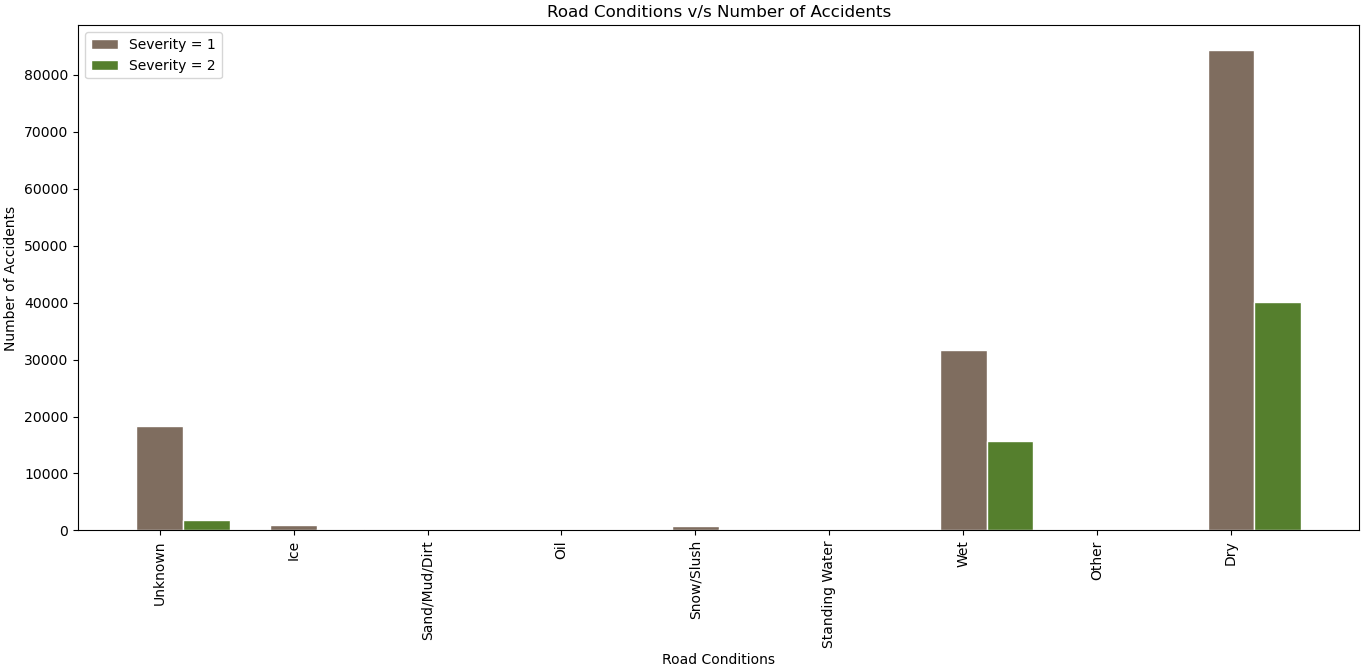 Road Conditions v/s Number of Accidents
Severity = 1
Severity = 2
Number of Accidents
80000
70000
60000
50000
40000
30000
20000
10000
0
Unknown
Ice
Sand/Mud/Dirt
Oil
Snow/Slush
Standing Water
Wet
Other
Dry
Road Conditions